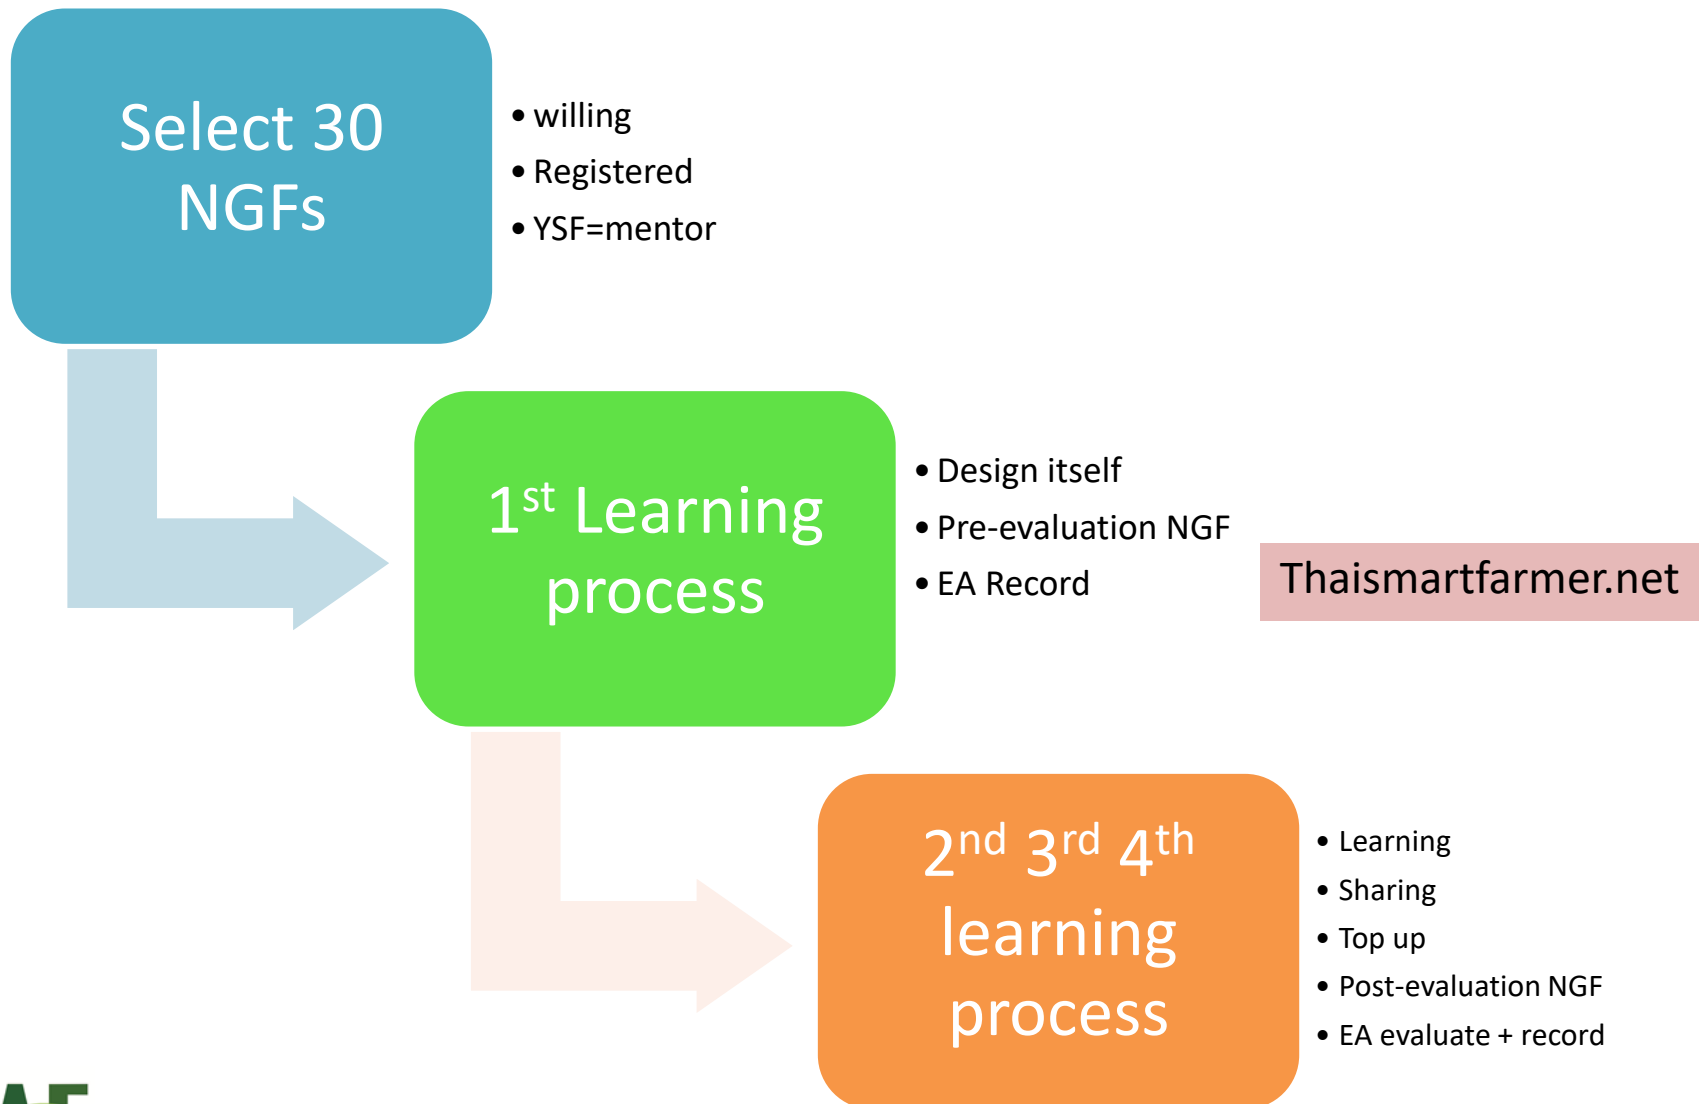 Select 30
NGFs
• willing
• Registered
• YSF=mentor
1st Learning
process
• Design itself
• Pre-evaluation NGF
• EA Record
Thaismartfarmer.net
2nd 3rd 4th
learning
process
• Learning
• Sharing
• Top up
• Post-evaluation NGF
• EA evaluate + record